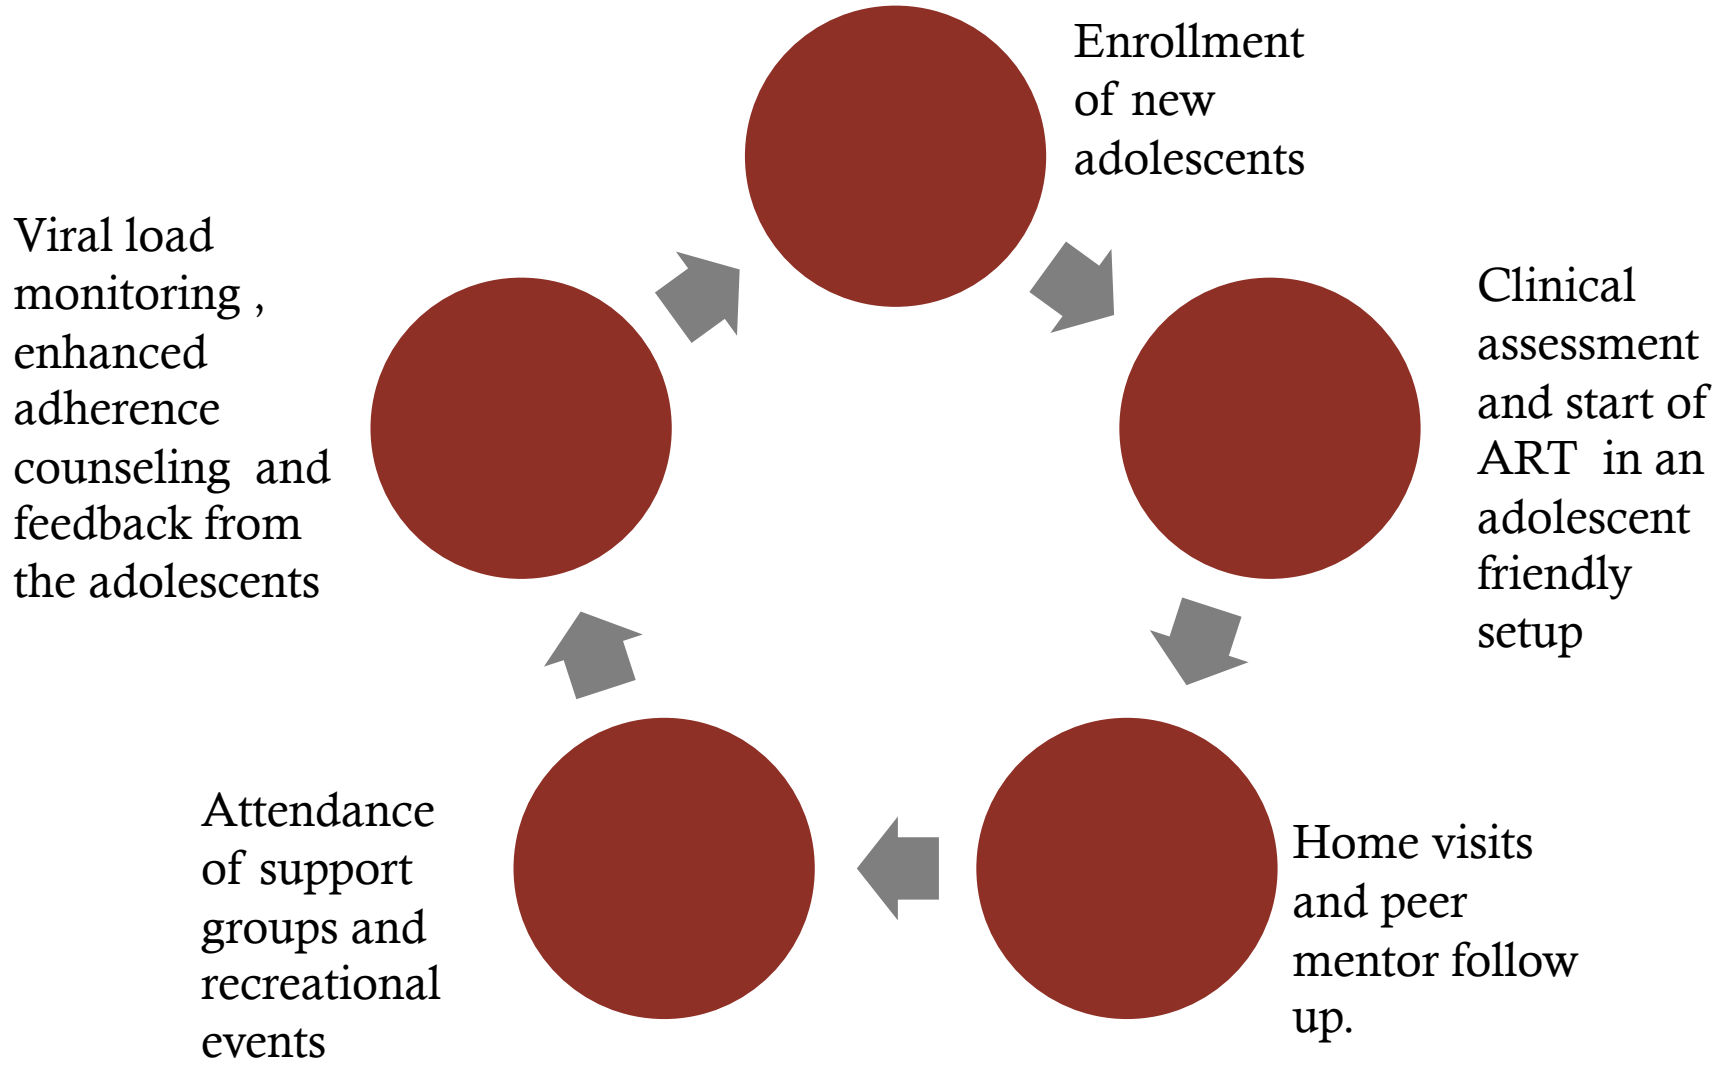 Enrollment
of new
adolescents
Clinical
assessment
and start of
ART in an
adolescent
friendly
setup
Home visits
and peer
mentor follow
up.
Attendance
of support
groups and
recreational
events
Viral load
monitoring ,
enhanced
adherence
counseling and
feedback from
the adolescents